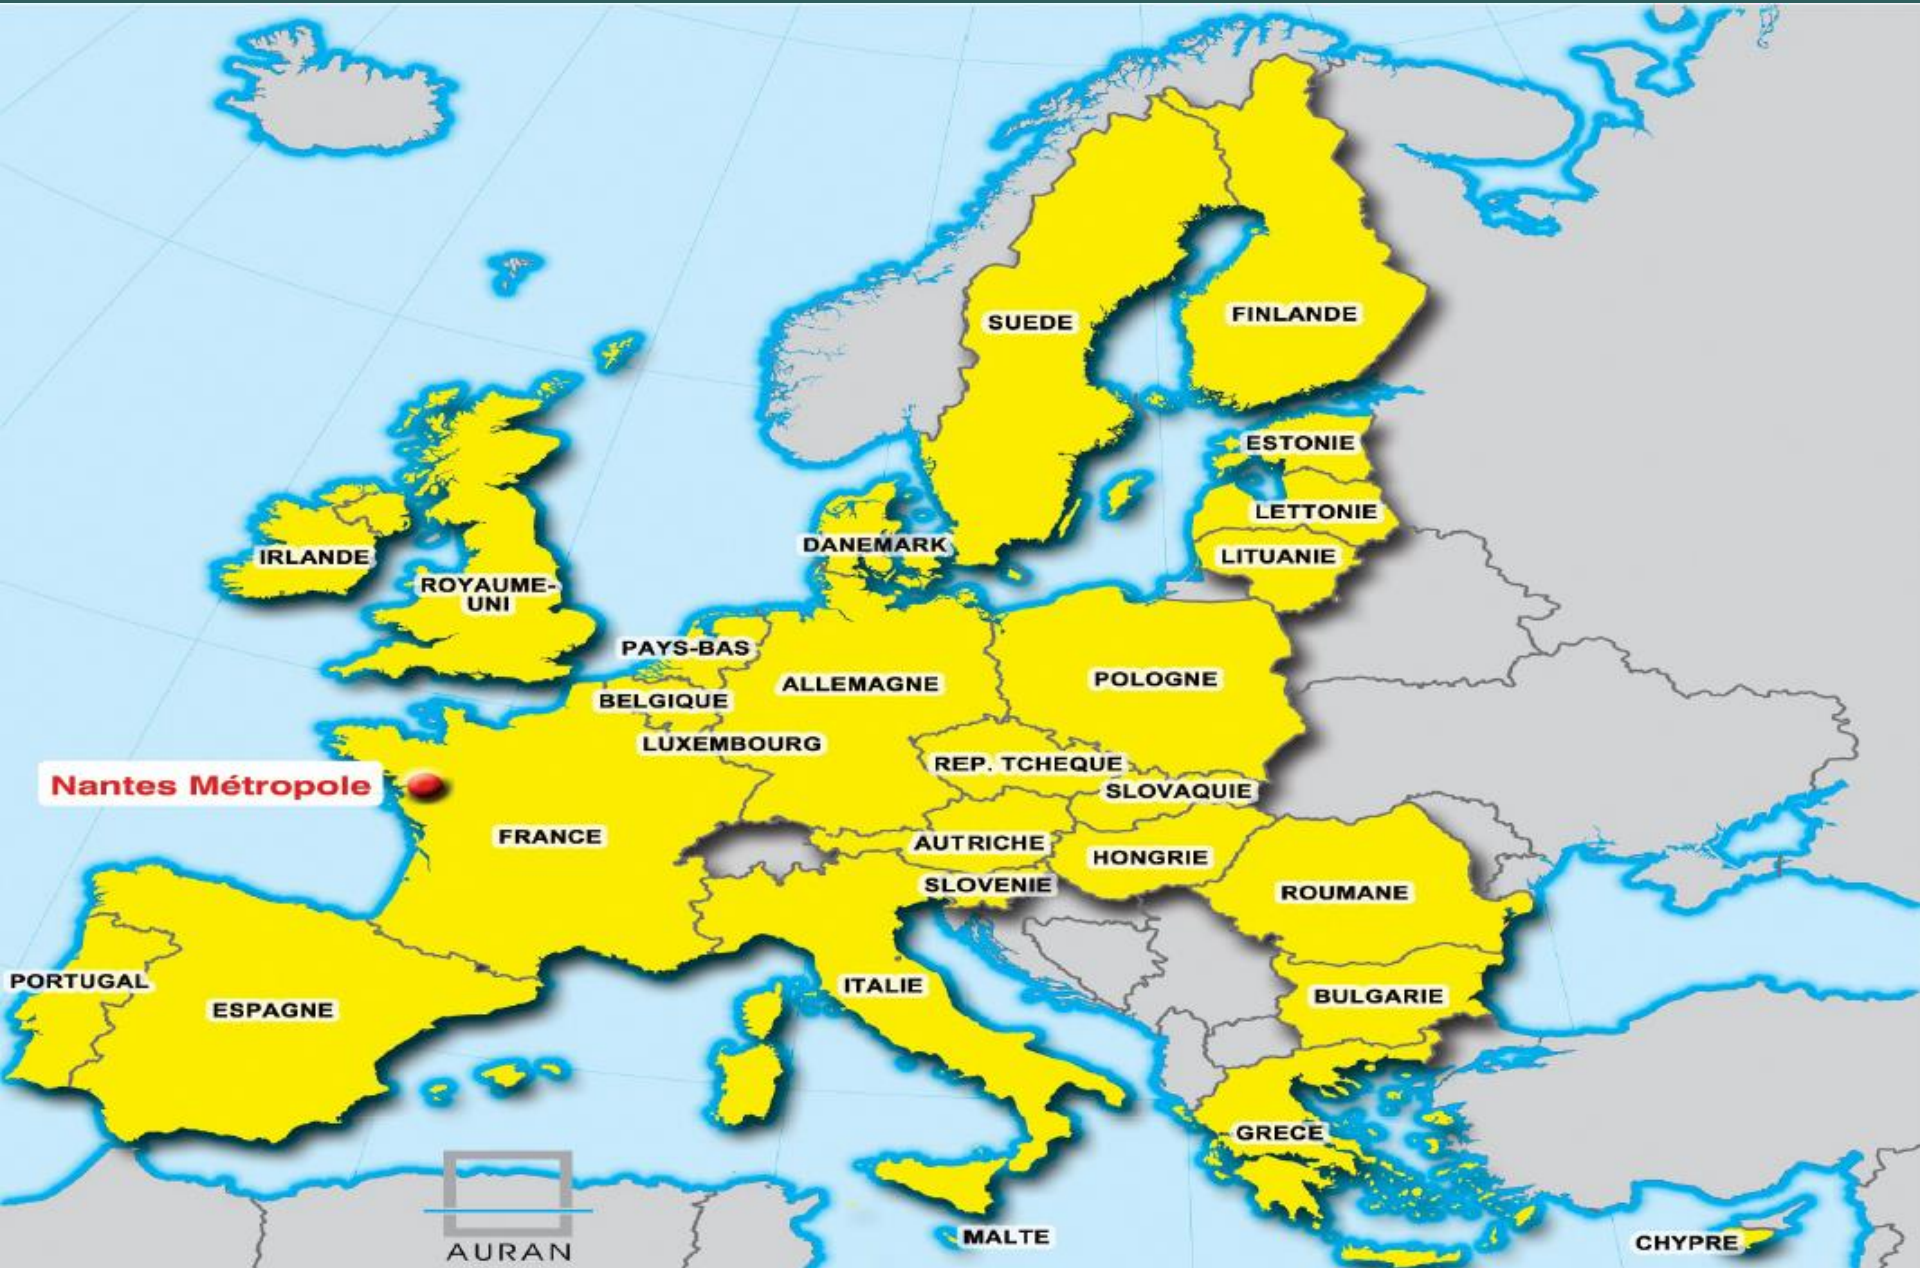 SUEDE
FINLANDE
ESTONIE
LETTONIE
LITUANIE
DANEMARK
IRLANDE
ROYAUME-
UNI
PAYS-BAS
ALLEMAGNE
POLOGNE
BELGIQUE
LUXEMBOURG
REP. TCHEQUE
SLOVAQUIE
Nantes Métropole
FRANCE
AUTRICHE
HONGRIE
SLOVENIE
ROUMANE
PORTUGAL
ESPAGNE
ITALIE
BULGARIE
GRECE
MALTE
CHYPRE
AURAN